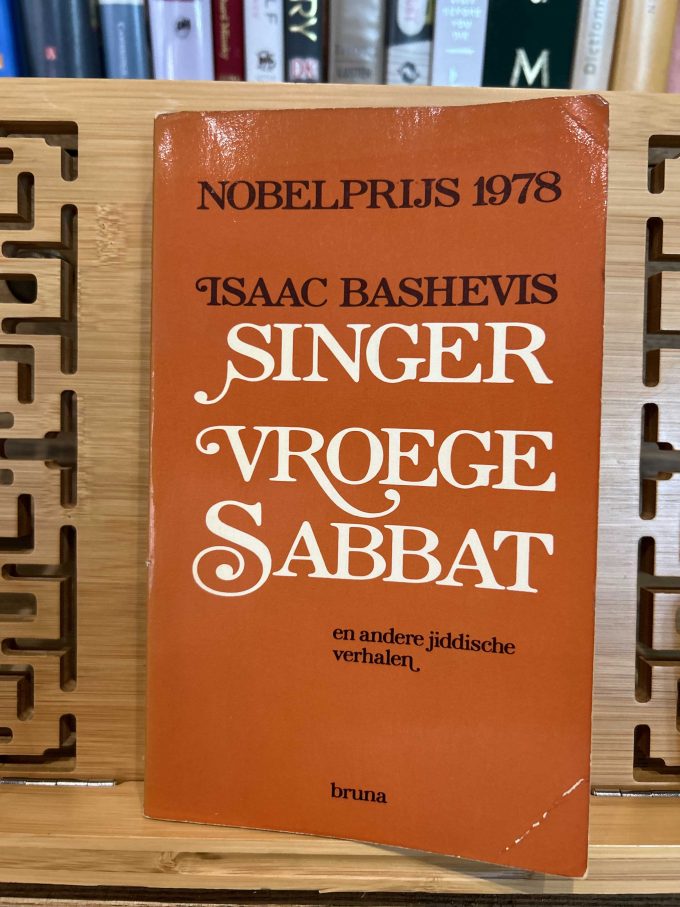 NOBELPRIJS 1978
ISAAC BASHEVIS
SINGER
VROEGE
SABBAT
en andere jiddische
verhalen
bruna